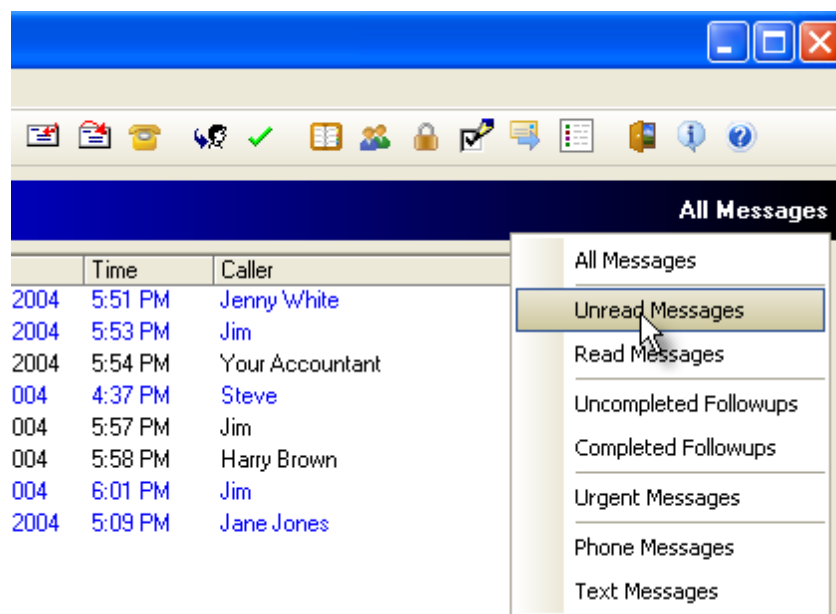 All Messages
Time Caller
2004 5:51 PM Jenny White
2004 5:53 PM Jim
2004 5:54 PM Your Accountant
004 4:37 PM Steve
004 5:57 PM Jim
004 5:58 PM Harry Brown
004 6:01 PM Jim
2004 5:09 PM Jane Jones
All Messages
Unread Messages
Read Messages
Uncompleted Followups
Completed Followups
Urgent Messages
Phone Messages
Text Messages